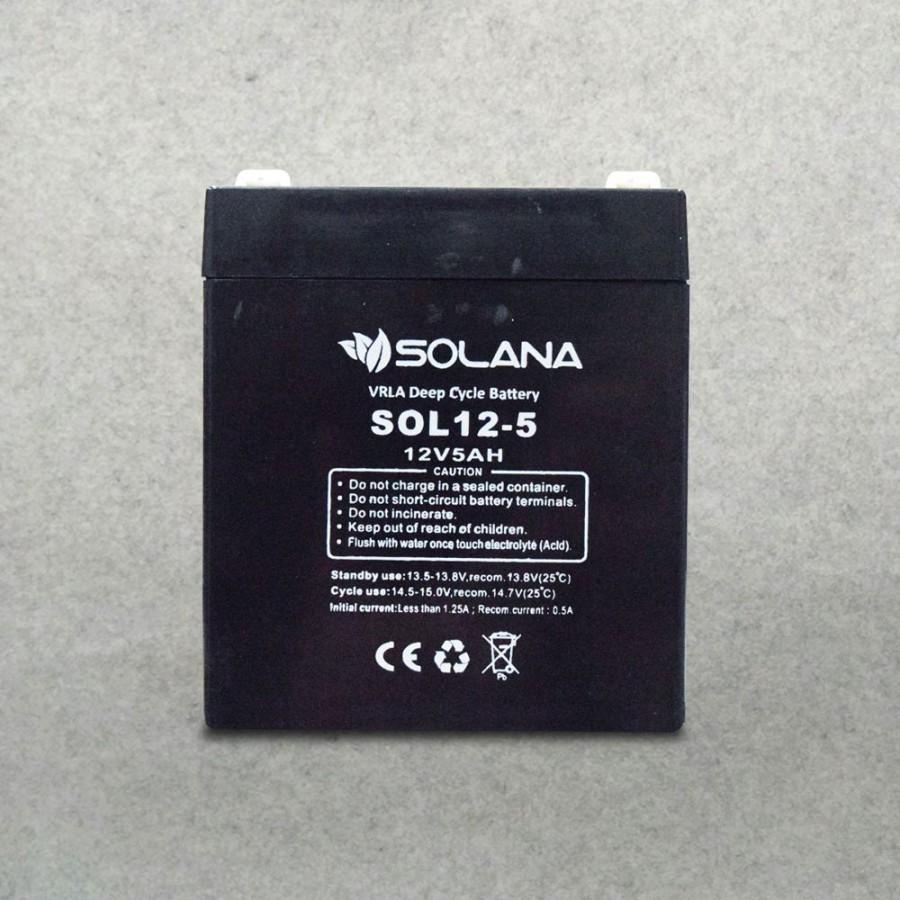 SOLANA
VRLA Deep Cycle Battery
SOL12-5
12V5AH
CAUTION
• Do not charge in a sealed container.
• Do not short-circuit battery terminals.
• Do not incinerate.
• Keep out of reach of children.
• Flush with water once touch electrolyte (Acid).
Standby use:13.5-13.8V,recom.13.8V(25℃)
Cycle use:14.5-15.0V,recom.14.7V(25℃)
Initial current:Less than 1.25A ; Recom.current : 0.5A
CE
Pb